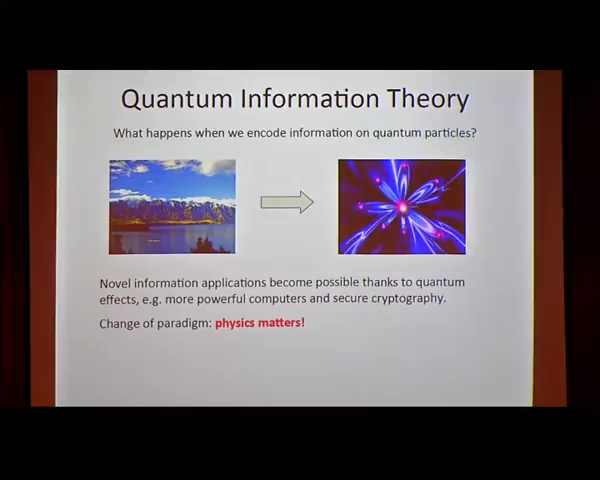 Quantum Information Theory
What happens when we encode information on quantum particles?
Novel information applications become possible thanks to quantum
effects, e.g. more powerful computers and secure cryptography.
Change of paradigm: physics matters!